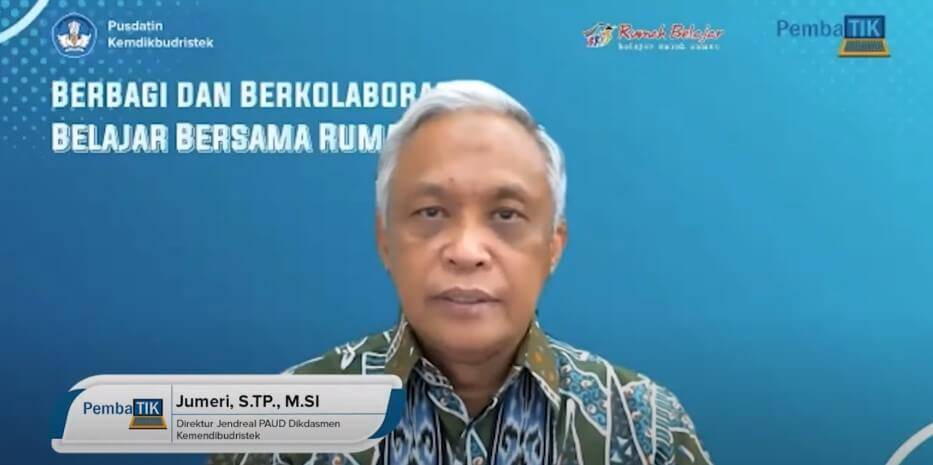 Pusdatin
Kemdikbudristek
Rumah Belajar
PembaTIK
BERBAGI DAN BERKOLABORA
BELAJAR BERSAMA RUM
PembaTIK
Jumeri, S.TP., M.SI
Direktur Jendreal PAUD Dikdasmen
Kemendibudristek